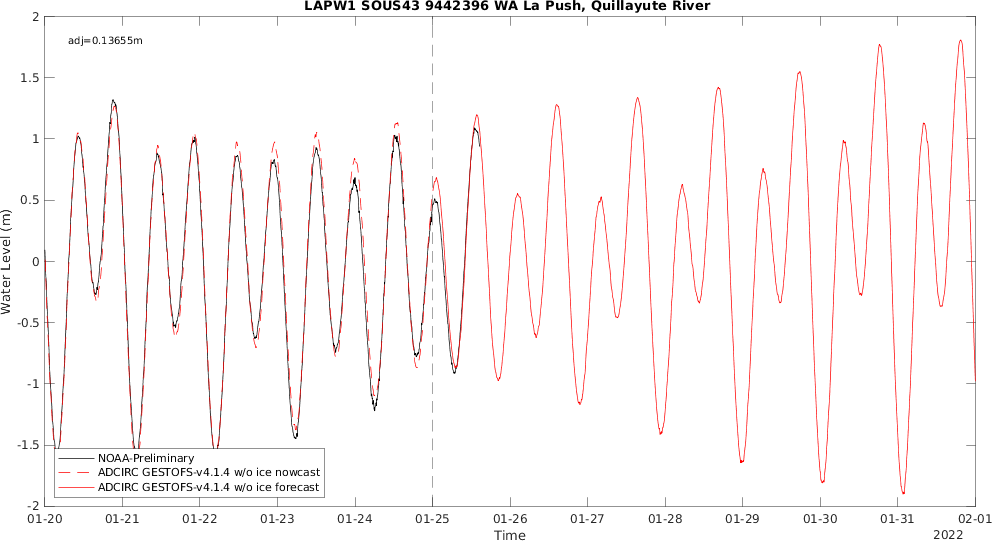 LAPW1 SOUS43 9442396 WA La Push, Quillayute River
adj=0.13655m
Water Level (m)
2
1.5
1
0.5
0
-0.5
-1
-1.5
-2
NOAA-Preliminary
ADCIRC GESTOFS-v4.1.4 w/o ice nowcast
ADCIRC GESTOFS-v4.1.4 w/o ice forecast
01-20 01-21 01-22 01-23 01-24 01-25 01-26 01-27 01-28 01-29 01-30 01-31 02-01
Time
2022